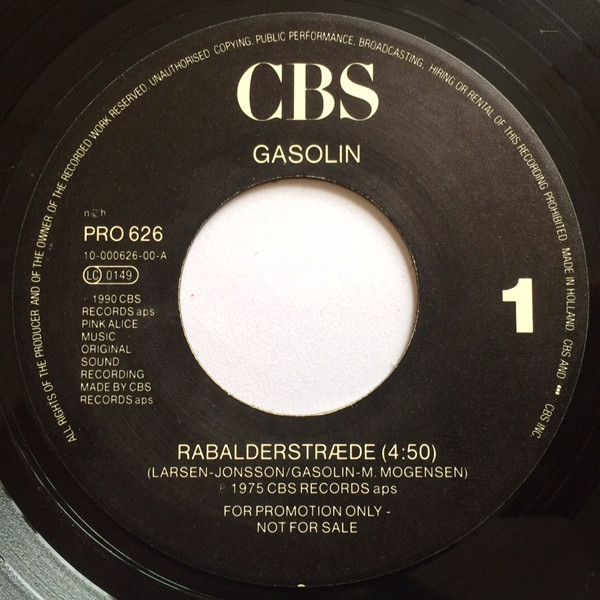 ALL RIGHTS OF THE PRODUCER AND OF THE OWNER OF THE RECORDED WORK RESERVED. UNAUTHORISED COPYING, PUBLIC PERFORMANCE, BROADCASTING, HIRING OR RENTAL OF THIS RECORDING PROHIBITED. MADE IN HOLLAND. CBS AND CBS INC.
CBS
GASOLIN
n©b
PRO 626
10-000626-00-A
LC 0149
1
1990 CBS
RECORDS aps
PINK ALICE
MUSIC
ORIGINAL
SOUND
RECORDING
MADE BY CBS
RECORDS aps
RABALDERSTRÆDE (4:50)
(LARSEN-JONSSON/GASOLIN-M. MOGENSEN)
℗ 1975 CBS RECORDS aps
FOR PROMOTION ONLY -
NOT FOR SALE